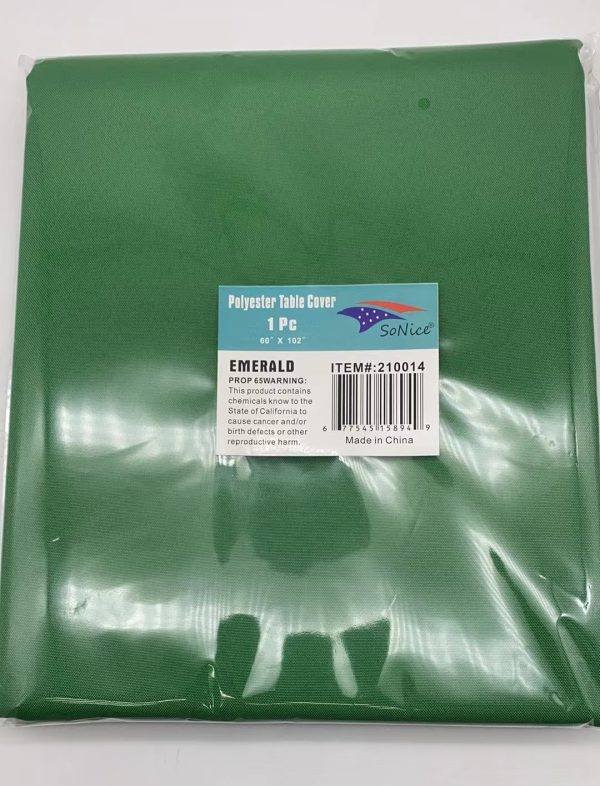 Polyester Table Cover
1 Pc
60" X 102"
SoNice®
EMERALD
PROP 65WARNING:
This product contains
chemicals know to the
State of California to
cause cancer and/or
birth defects or other
reproductive harm.
ITEM#:210014
6 77545 15894 9
Made in China